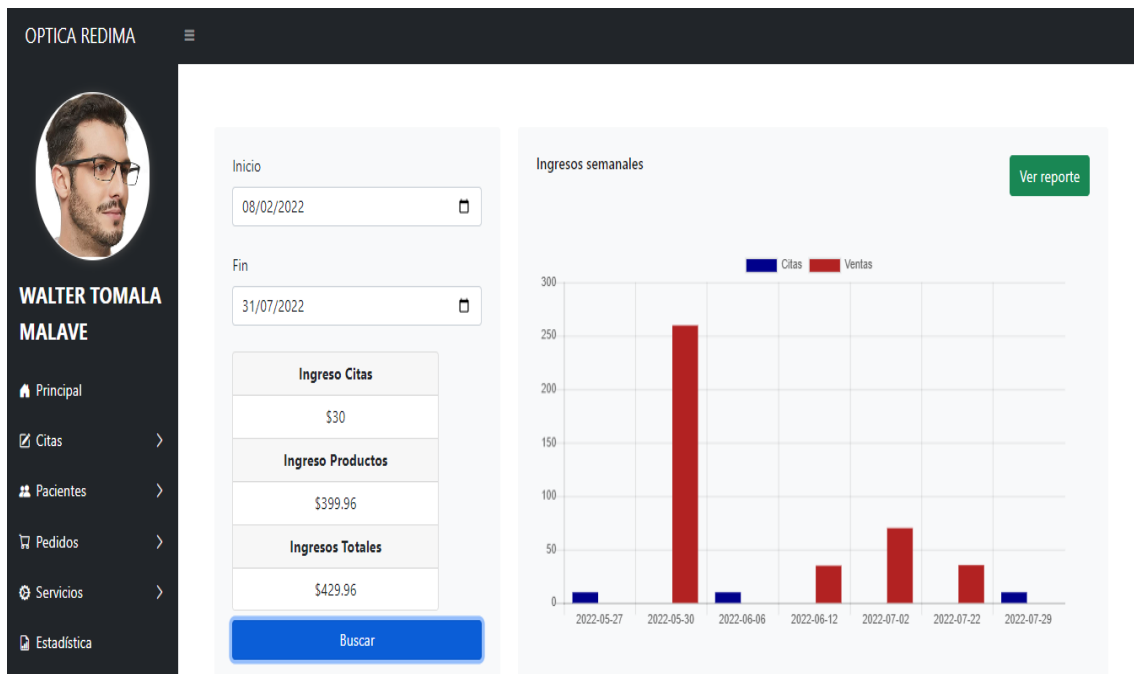 OPTICA REDIMA
WALTER TOMALA
MALAVE
Principal
Citas
Pacientes
Pedidos
Servicios
Estadística
Inicio
08/02/2022
Fin
31/07/2022
Ingreso Citas
$30
Ingreso Productos
$399.96
Ingresos Totales
$429.96
Buscar
Ingresos semanales
Ver reporte
Citas Ventas
300
250
200
150
100
50
0
2022-05-27 2022-05-30 2022-06-06 2022-06-12 2022-07-02 2022-07-22 2022-07-29